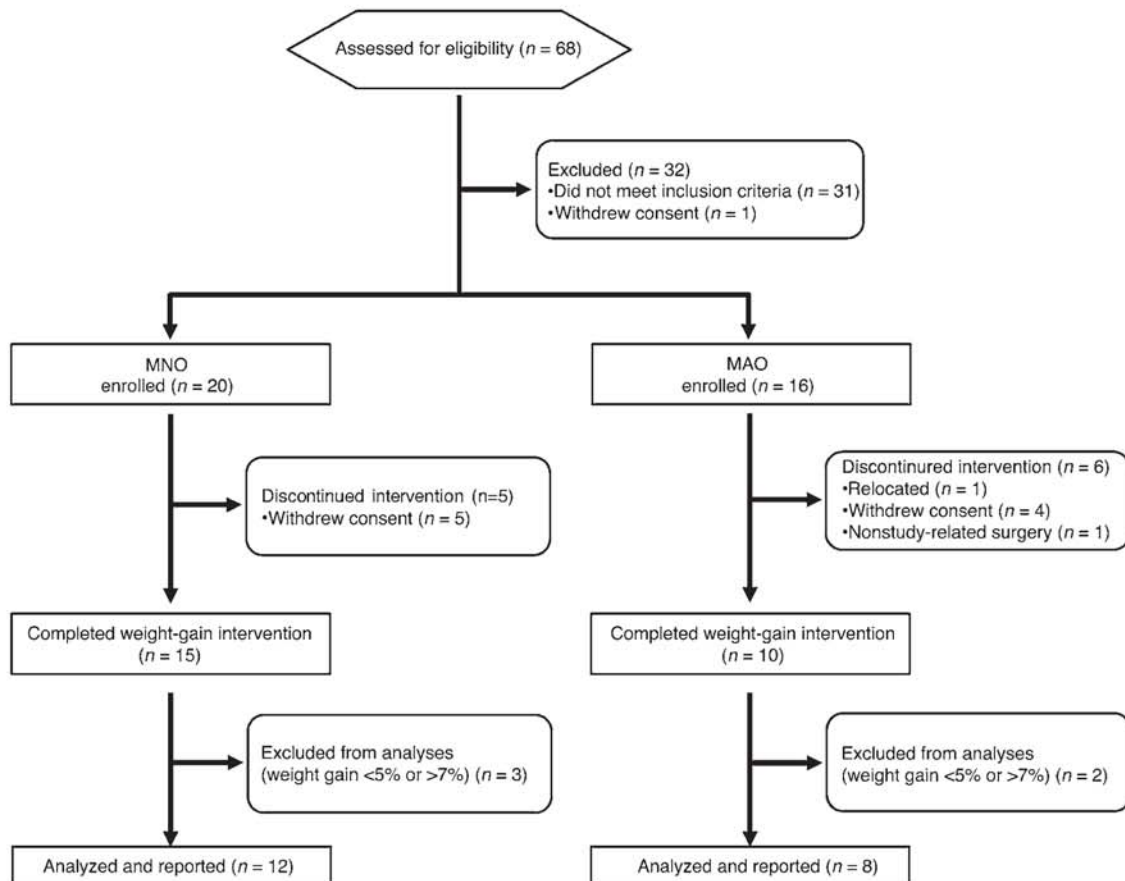 Assessed for eligibility (n = 68)
Excluded (n = 32)
•Did not meet inclusion criteria (n = 31)
•Withdrew consent (n = 1)
MNO
enrolled (n = 20)
MAO
enrolled (n = 16)
Discontinued intervention (n=5)
•Withdrew consent (n = 5)
Discontinured intervention (n = 6)
•Relocated (n = 1)
•Withdrew consent (n = 4)
•Nonstudy-related surgery (n = 1)
Completed weight-gain intervention
(n = 15)
Completed weight-gain intervention
(n = 10)
Excluded from analyses
(weight gain <5% or >7%) (n = 3)
Excluded from analyses
(weight gain <5% or >7%) (n = 2)
Analyzed and reported (n = 12)
Analyzed and reported (n = 8)